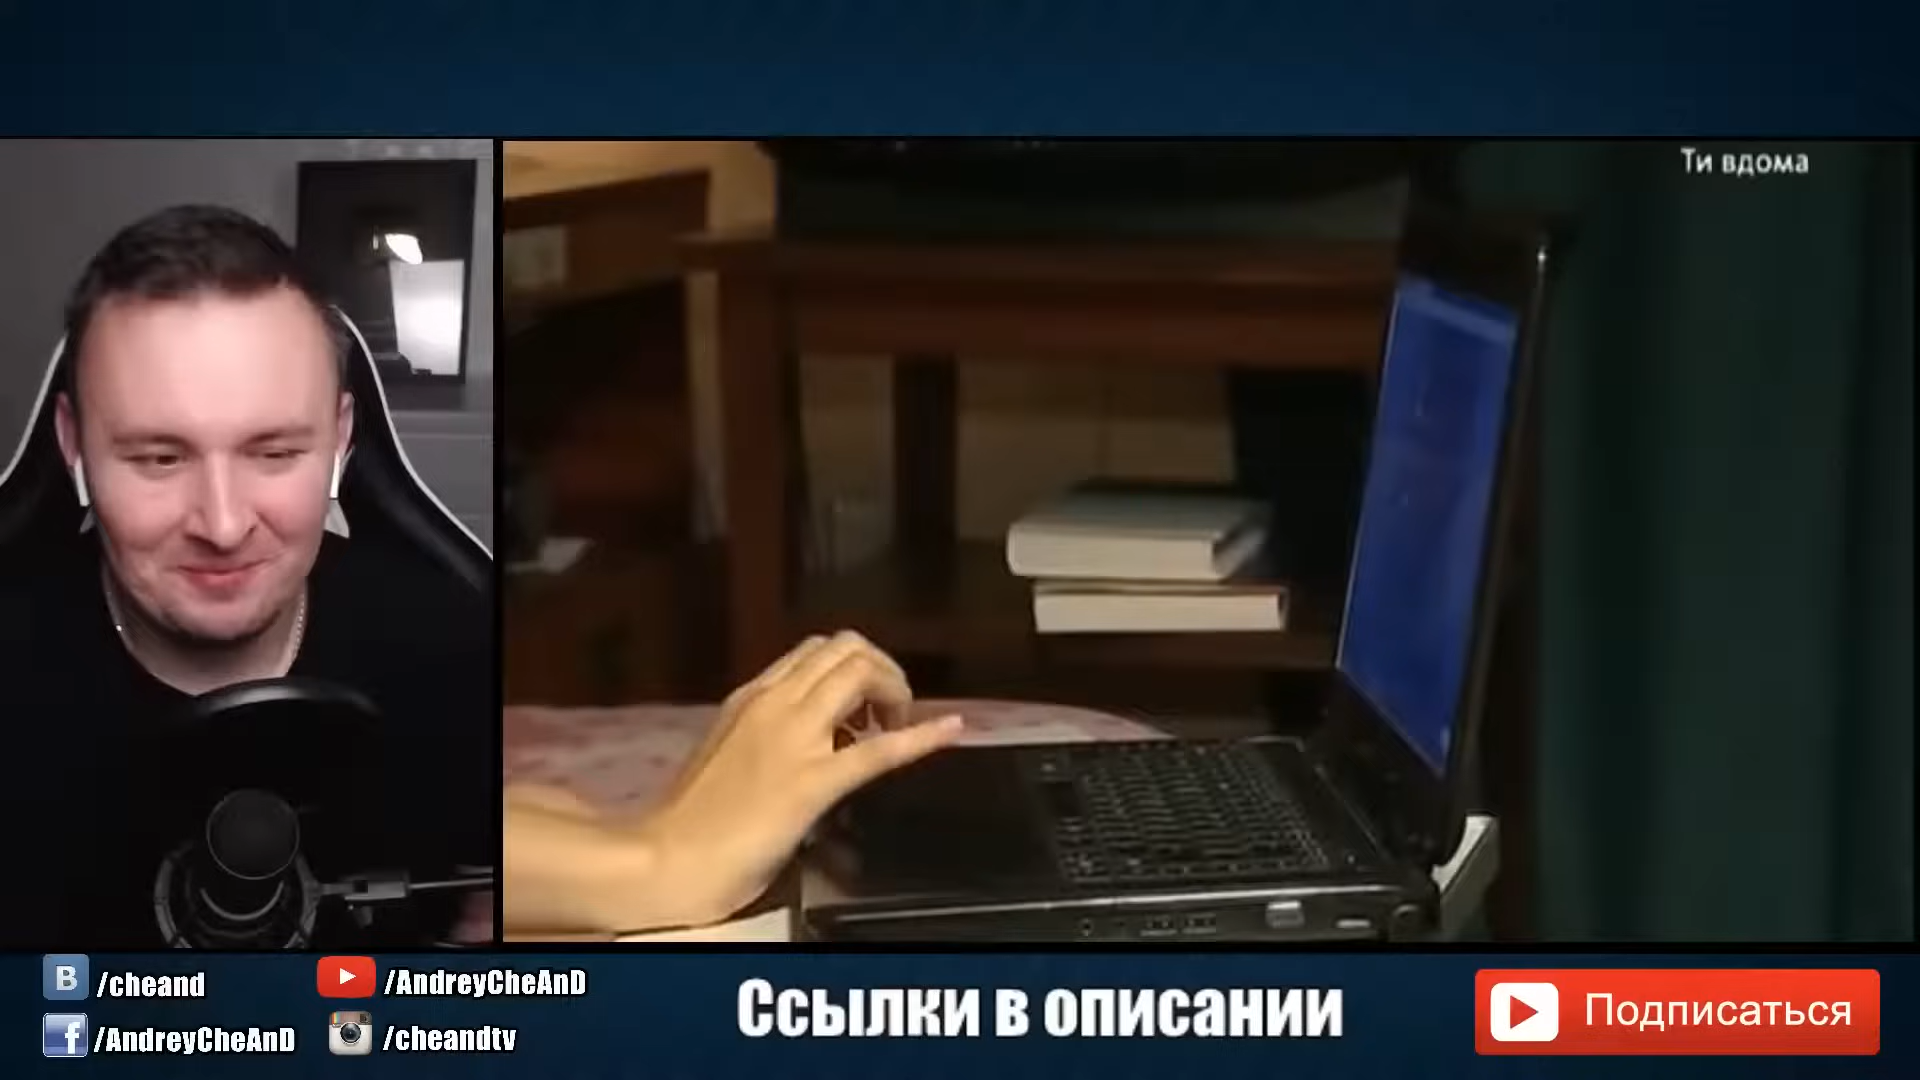 Ти вдома
B /cheand
/AndreyCheAnD
f /AndreyCheAnD
/cheandtv
Ссылки в описании
Подписаться